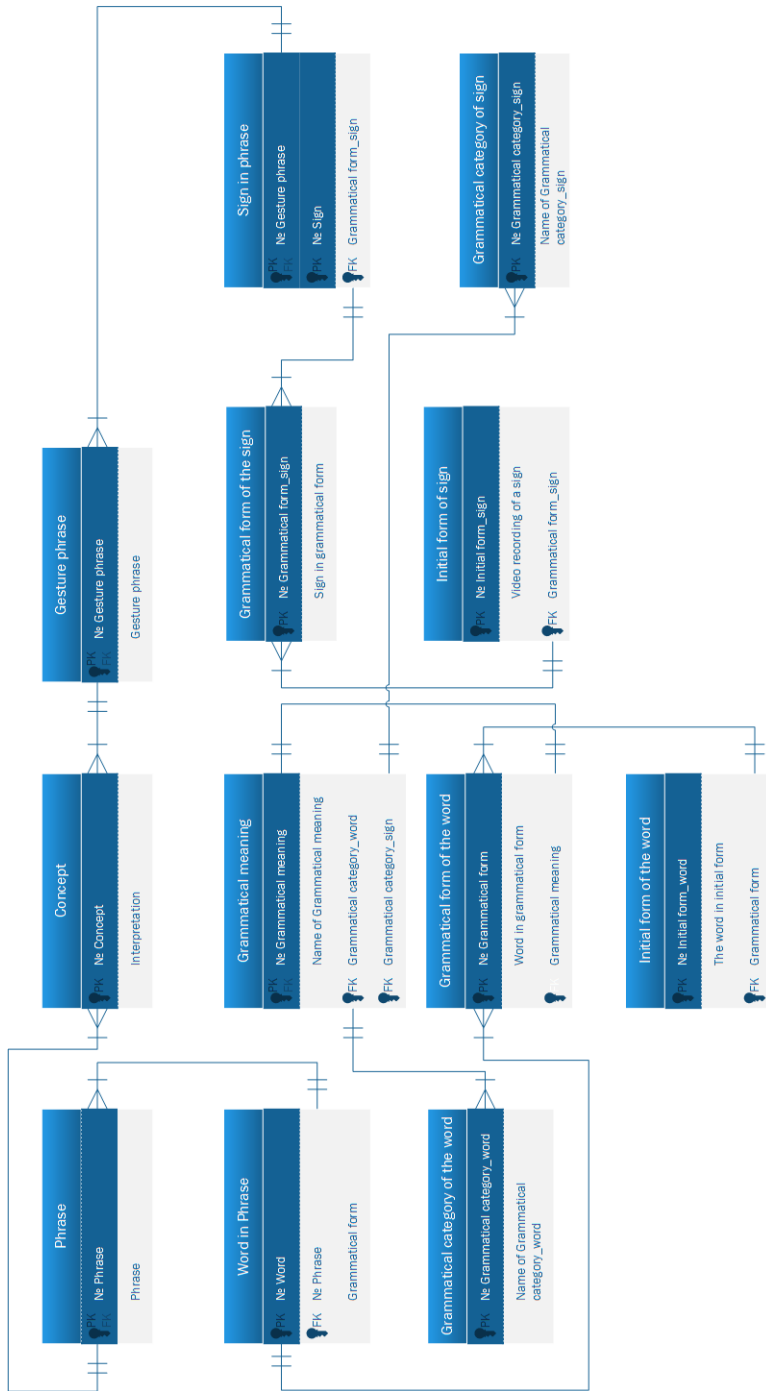 Phrase
PK
FK
№ Phrase
Phrase
Concept
PK № Concept
Interpretation
Gesture phrase
PK
FK
№ Gesture phrase
Gesture phrase
Word in Phrase
PK № Word
FK № Phrase
Grammatical form
Grammatical meaning
PK
FK
№ Grammatical meaning
Name of Grammatical meaning
FK Grammatical category_word
FK Grammatical category_sign
Grammatical form of the sign
PK № Grammatical form_sign
Sign in grammatical form
Sign in phrase
PK
FK
№ Gesture phrase
PK № Sign
FK Grammatical form_sign
Grammatical category of the word
PK № Grammatical category_word
Name of Grammatical
category_word
Grammatical form of the word
PK № Grammatical form
Word in grammatical form
FK Grammatical meaning
Initial form of sign
PK № Initial form_sign
Video recording of a sign
FK Grammatical form_sign
Grammatical category of sign
PK № Grammatical category_sign
Name of Grammatical
category_sign
Initial form of the word
PK № Initial form_word
The word in initial form
FK Grammatical form